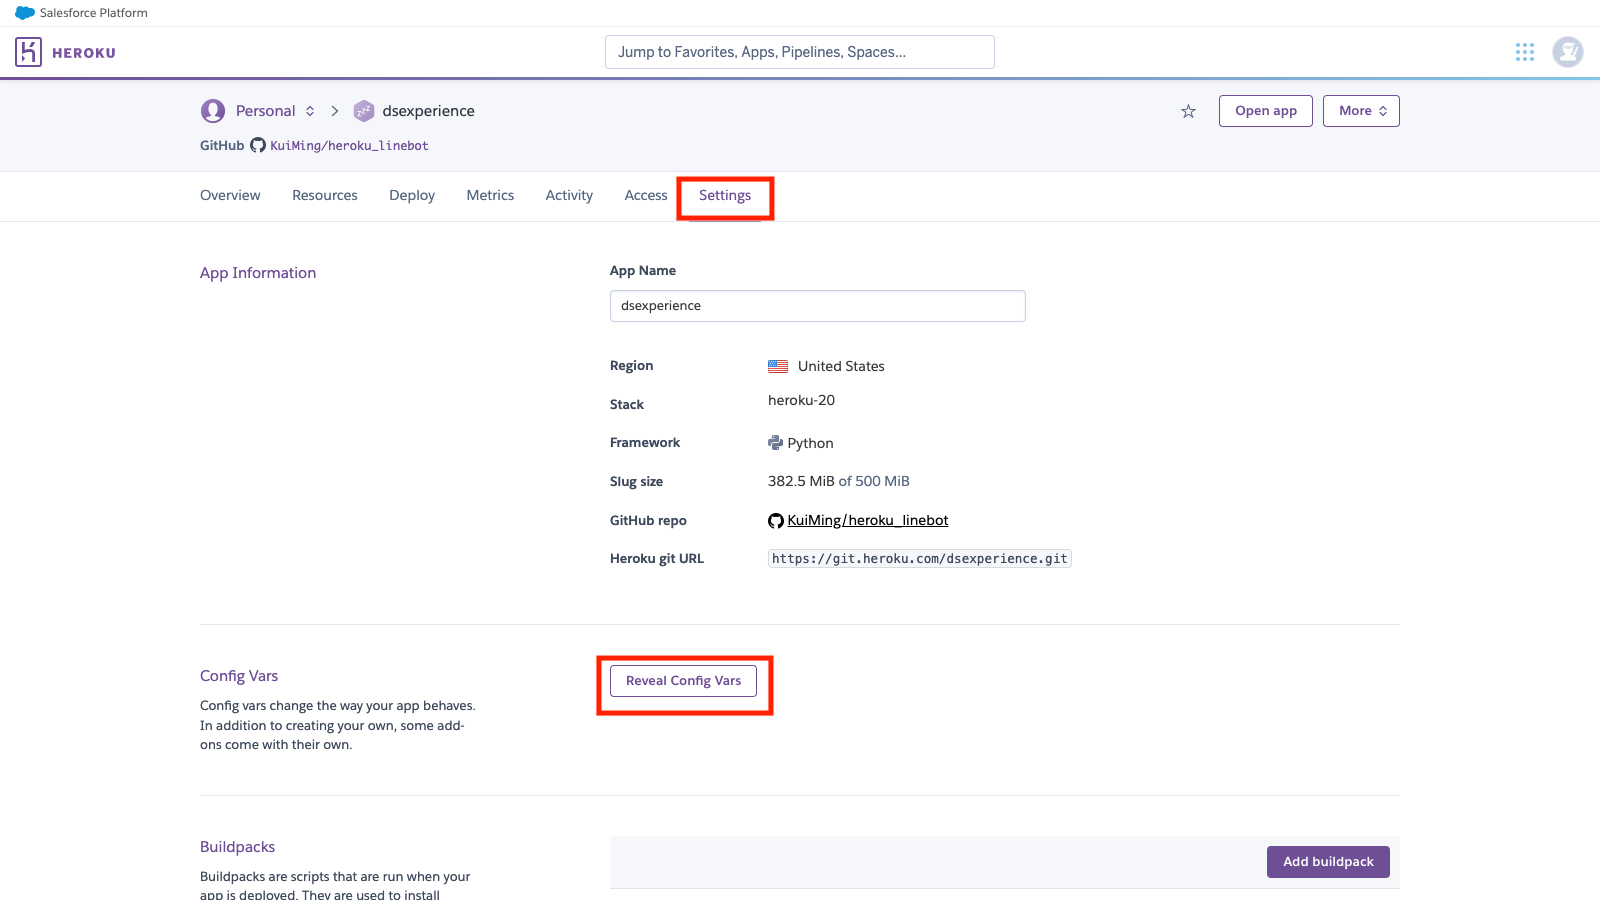 Salesforce Platform
HEROKU
Jump to Favorites, Apps, Pipelines, Spaces...
Personal
dsexperience
Open app
More
GitHub KuiMing/heroku_linebot
Overview Resources Deploy Metrics Activity Access Settings
App Information
App Name
dsexperience
Region United States
Stack heroku-20
Framework Python
Slug size 382.5 MiB of 500 MiB
GitHub repo KuiMing/heroku_linebot
Heroku git URL https://git.heroku.com/dsexperience.git
Config Vars
Config vars change the way your app behaves.
In addition to creating your own, some add-
ons come with their own.
Reveal Config Vars
Buildpacks
Buildpacks are scripts that are run when your
app is deployed. They are used to install
Add buildpack